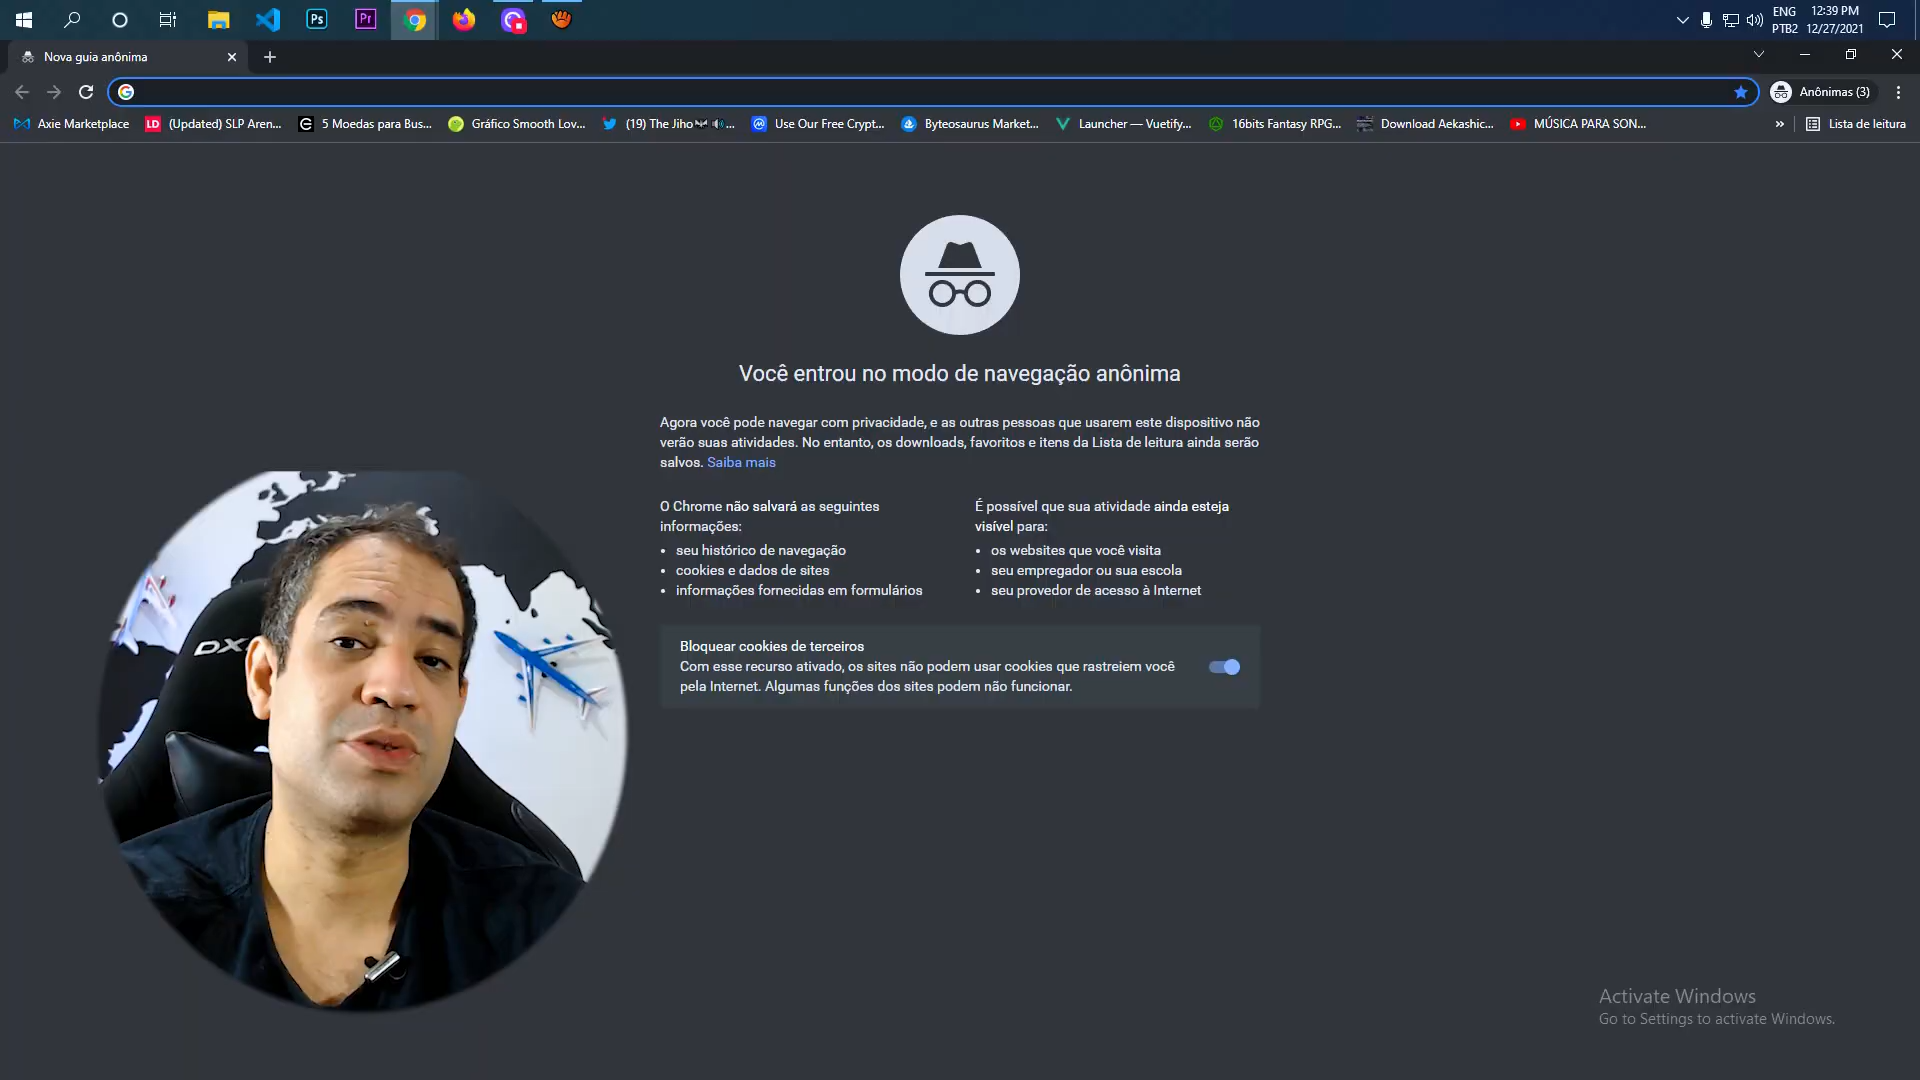 Ps
Pr
ENG
PTB2
12:39 PM
12/27/2021
Nova guia anônima
Anônimas (3)
Axie Marketplace
LD
(Updated) SLP Aren...
5 Moedas para Bus...
Gráfico Smooth Lov...
(19) The Jiho
...
Use Our Free Crypt...
Byteosaurus Market...
Launcher — Vuetify...
16bits Fantasy RPG...
Download Aekashic...
MÚSICA PARA SON...
»
Lista de leitura
Você entrou no modo de navegação anônima
Agora você pode navegar com privacidade, e as outras pessoas que usarem este dispositivo não
verão suas atividades. No entanto, os downloads, favoritos e itens da Lista de leitura ainda serão
salvos. Saiba mais
O Chrome não salvará as seguintes
informações:
• seu histórico de navegação
• cookies e dados de sites
• informações fornecidas em formulários
É possível que sua atividade ainda esteja
visível para:
• os websites que você visita
• seu empregador ou sua escola
• seu provedor de acesso à Internet
Bloquear cookies de terceiros
Com esse recurso ativado, os sites não podem usar cookies que rastreiem você
pela Internet. Algumas funções dos sites podem não funcionar.
DX
Activate Windows
Go to Settings to activate Windows.